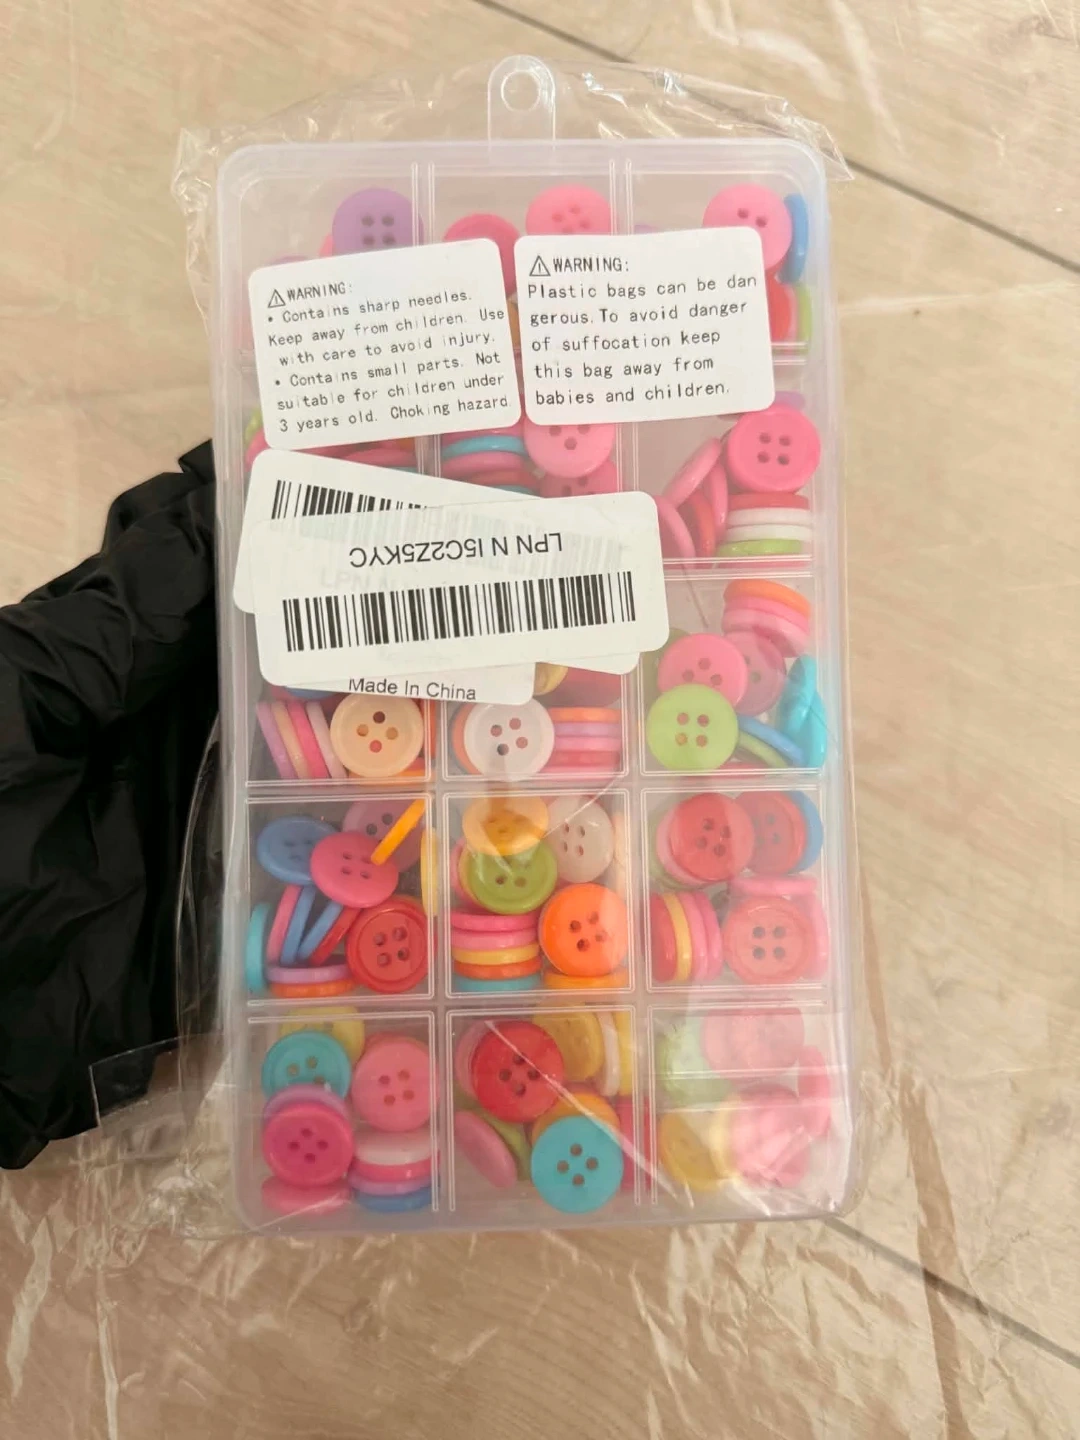 ⚠WARNING:
• Contains sharp needles.
Keep away from children. Use
with care to avoid injury.
• Contains small parts. Not
suitable for children under
3 years old. Choking hazard
⚠WARNING:
Plastic bags can be dan
gerous.To avoid danger
of suffocation keep
this bag away from
babies and children.
LPN N I5C2Z5KYC
Made In China